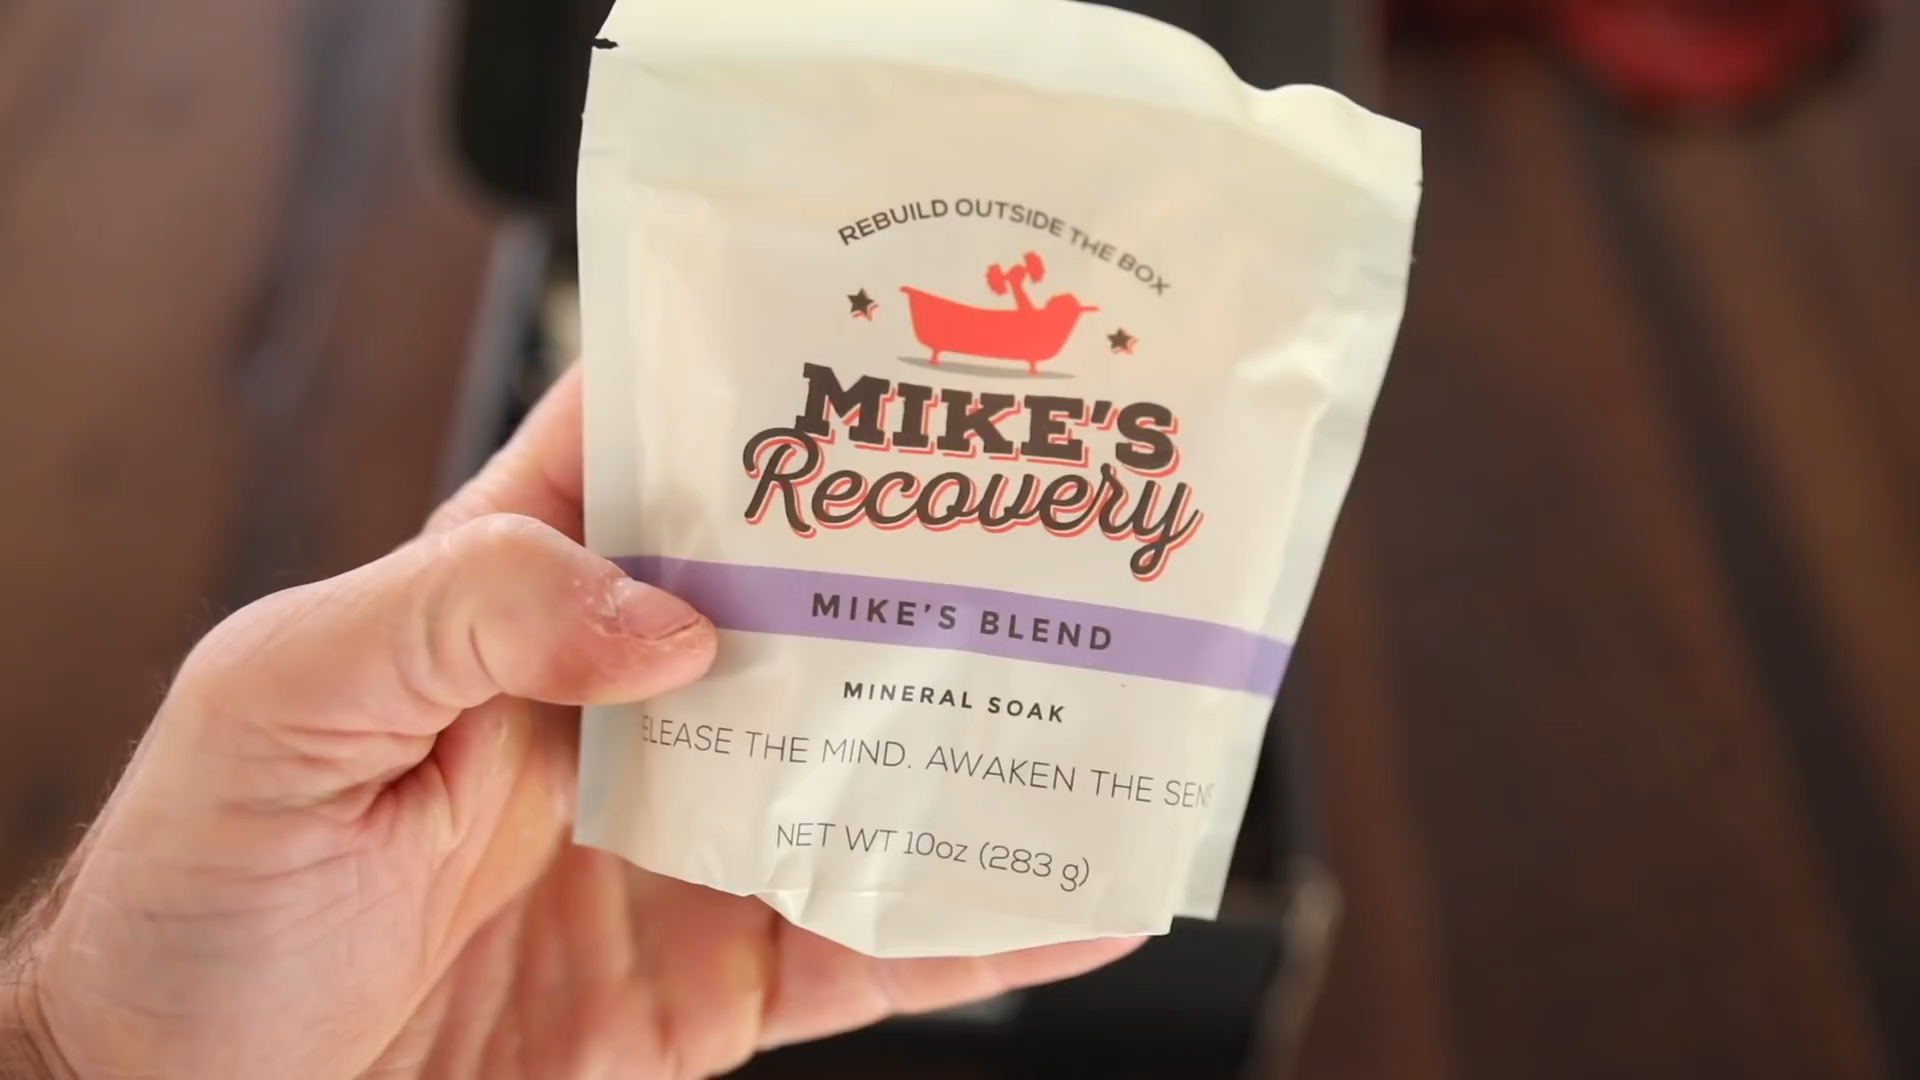 REBUILD OUTSIDE THE BOX
MIKE'S
Recovery
MIKE'S BLEND
MINERAL SOAK
ELEASE THE MIND. AWAKEN THE SENS
NET WT 10oz (283 g)